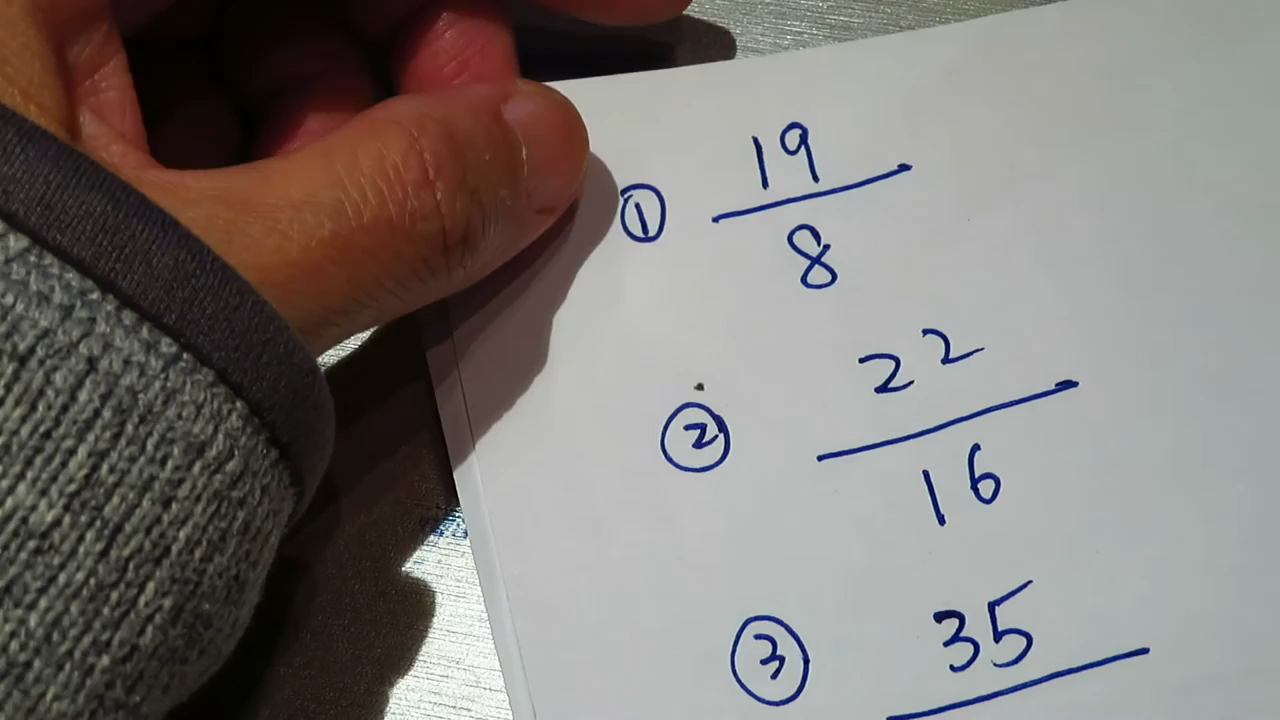 ① 19/8
② 22/16
③ 35